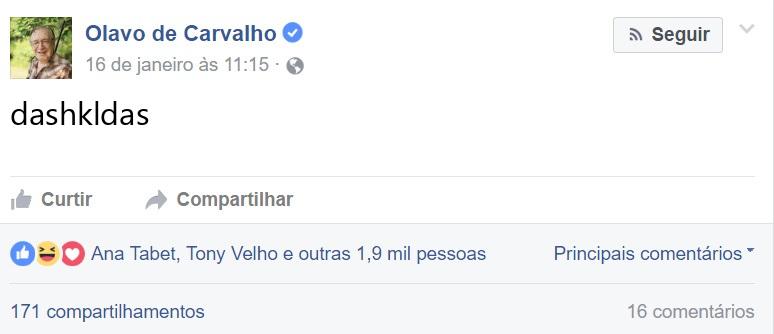 Olavo de Carvalho
Seguir
16 de janeiro às 11:15 ·
dashkldas
Curtir Compartilhar
Ana Tabet, Tony Velho e outras 1,9 mil pessoas Principais comentários
171 compartilhamentos 16 comentários